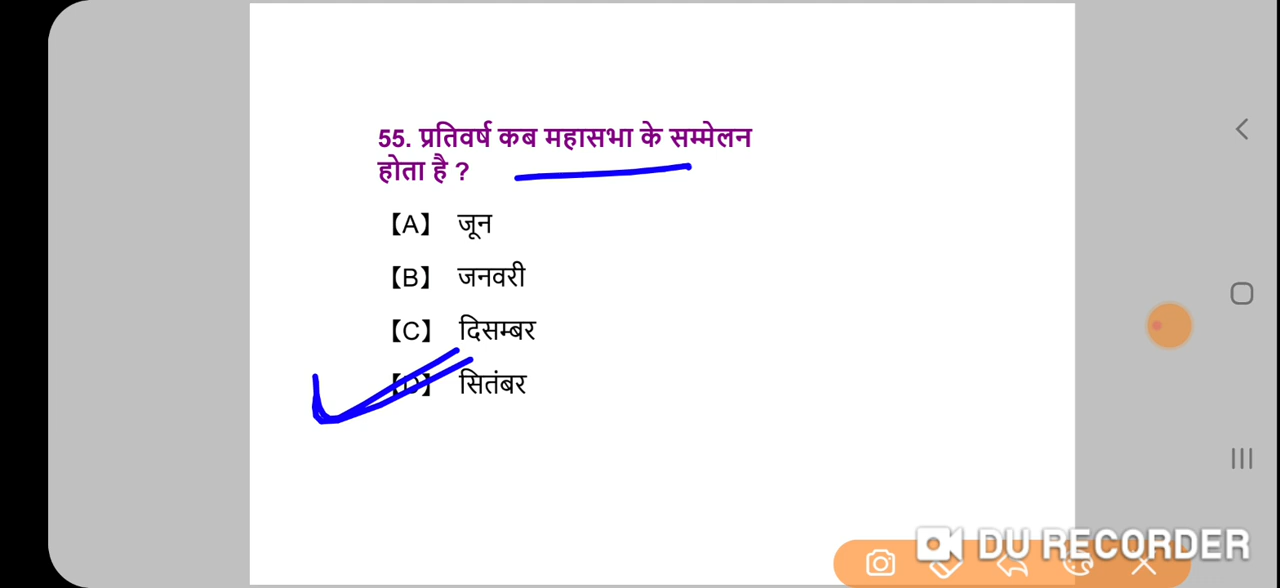 55. प्रतिवर्ष कब महासभा के सम्मेलन
होता है ?
【A】 जून
【B】 जनवरी
【C】 दिसम्बर
【D】 सितंबर
DU RECORDER